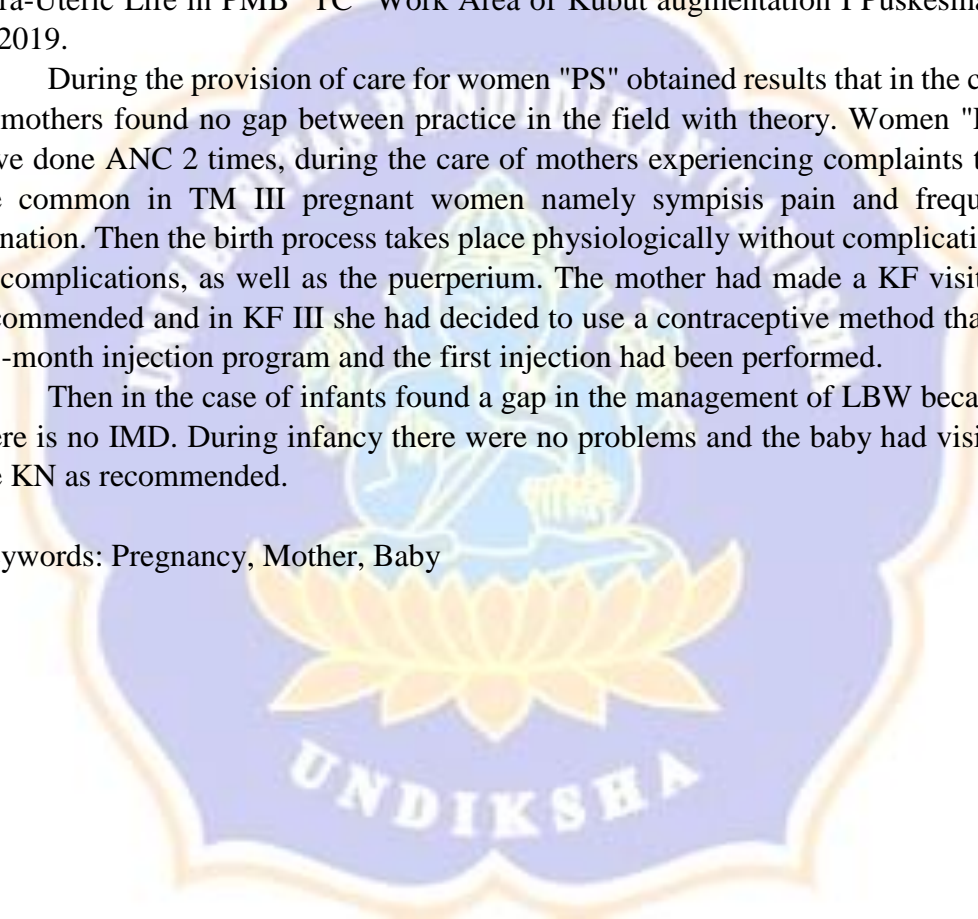 ra-Uteric Life in PMB "TC" Work Area of Kubut augmentation I Puskesma
2019.
During the provision of care for women "PS" obtained results that in the c
mothers found no gap between practice in the field with theory. Women "
ve done ANC 2 times, during the care of mothers experiencing complaints t
e common in TM III pregnant women namely sympisis pain and frequ
nation. Then the birth process takes place physiologically without complicati
complications, as well as the puerperium. The mother had made a KF visit
commended and in KF III she had decided to use a contraceptive method tha
-month injection program and the first injection had been performed.
Then in the case of infants found a gap in the management of LBW beca
ere is no IMD. During infancy there were no problems and the baby had visi
e KN as recommended.
ywords: Pregnancy, Mother, Baby
UNIVERSITAS PENDIDIKAN GANESHA
UNDIKSHA